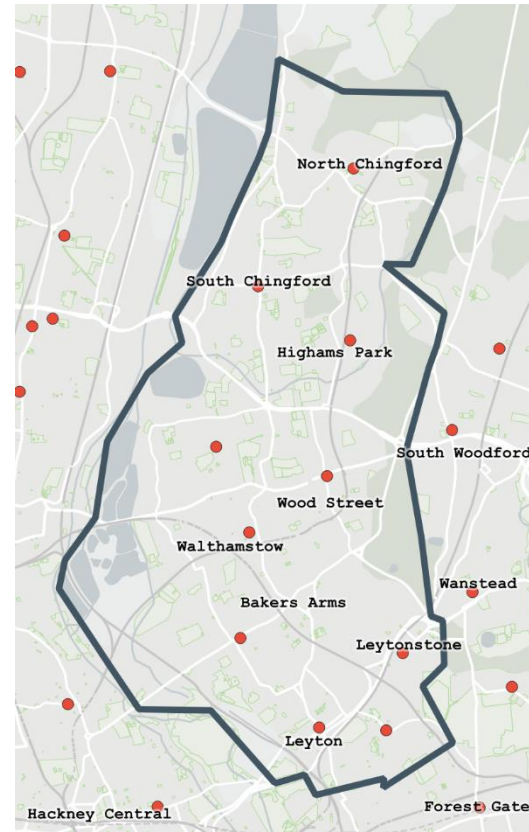 North Chingford
South Chingford
Highams Park
South Woodford
Wood Street
Walthamstow
Wanstead
Bakers Arms
Leytonstone
Leyton
Hackney Central
Forest Gate